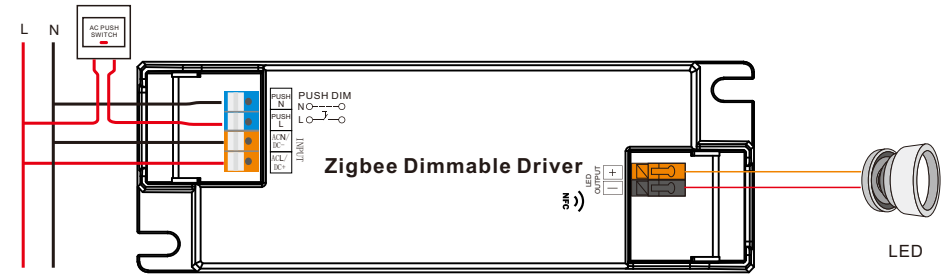 L N
AC PUSH
SWITCH
PUSH
N
PUSH
L
ACN/
DC-
ACL/
DC+
INPUT
PUSH DIM
N
L
Zigbee Dimmable Driver
NFC
LED
OUTPUT
+
—
LED